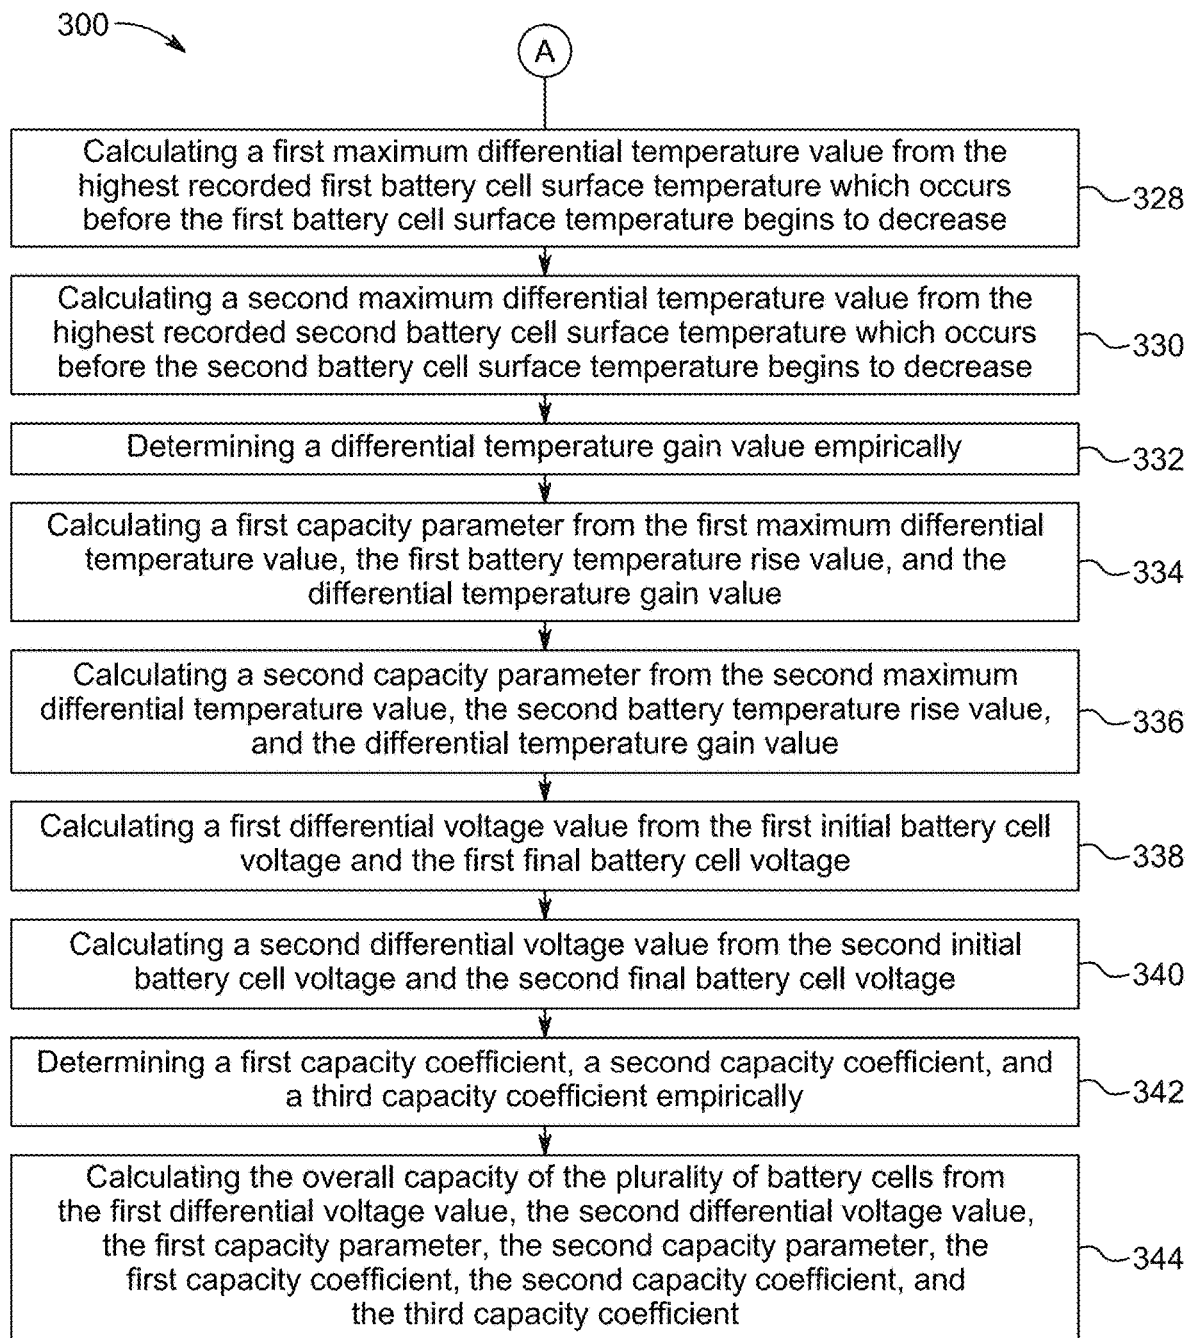 300
A
Calculating a first maximum differential temperature value from the
highest recorded first battery cell surface temperature which occurs
before the first battery cell surface temperature begins to decrease
328
Calculating a second maximum differential temperature value from the
highest recorded second battery cell surface temperature which occurs
before the second battery cell surface temperature begins to decrease
330
Determining a differential temperature gain value empirically
332
Calculating a first capacity parameter from the first maximum differential
temperature value, the first battery temperature rise value, and the
differential temperature gain value
334
Calculating a second capacity parameter from the second maximum
differential temperature value, the second battery temperature rise value,
and the differential temperature gain value
336
Calculating a first differential voltage value from the first initial battery cell
voltage and the first final battery cell voltage
338
Calculating a second differential voltage value from the second initial
battery cell voltage and the second final battery cell voltage
340
Determining a first capacity coefficient, a second capacity coefficient, and
a third capacity coefficient empirically
342
Calculating the overall capacity of the plurality of battery cells from
the first differential voltage value, the second differential voltage value,
the first capacity parameter, the second capacity parameter, the
first capacity coefficient, the second capacity coefficient, and
the third capacity coefficient
344